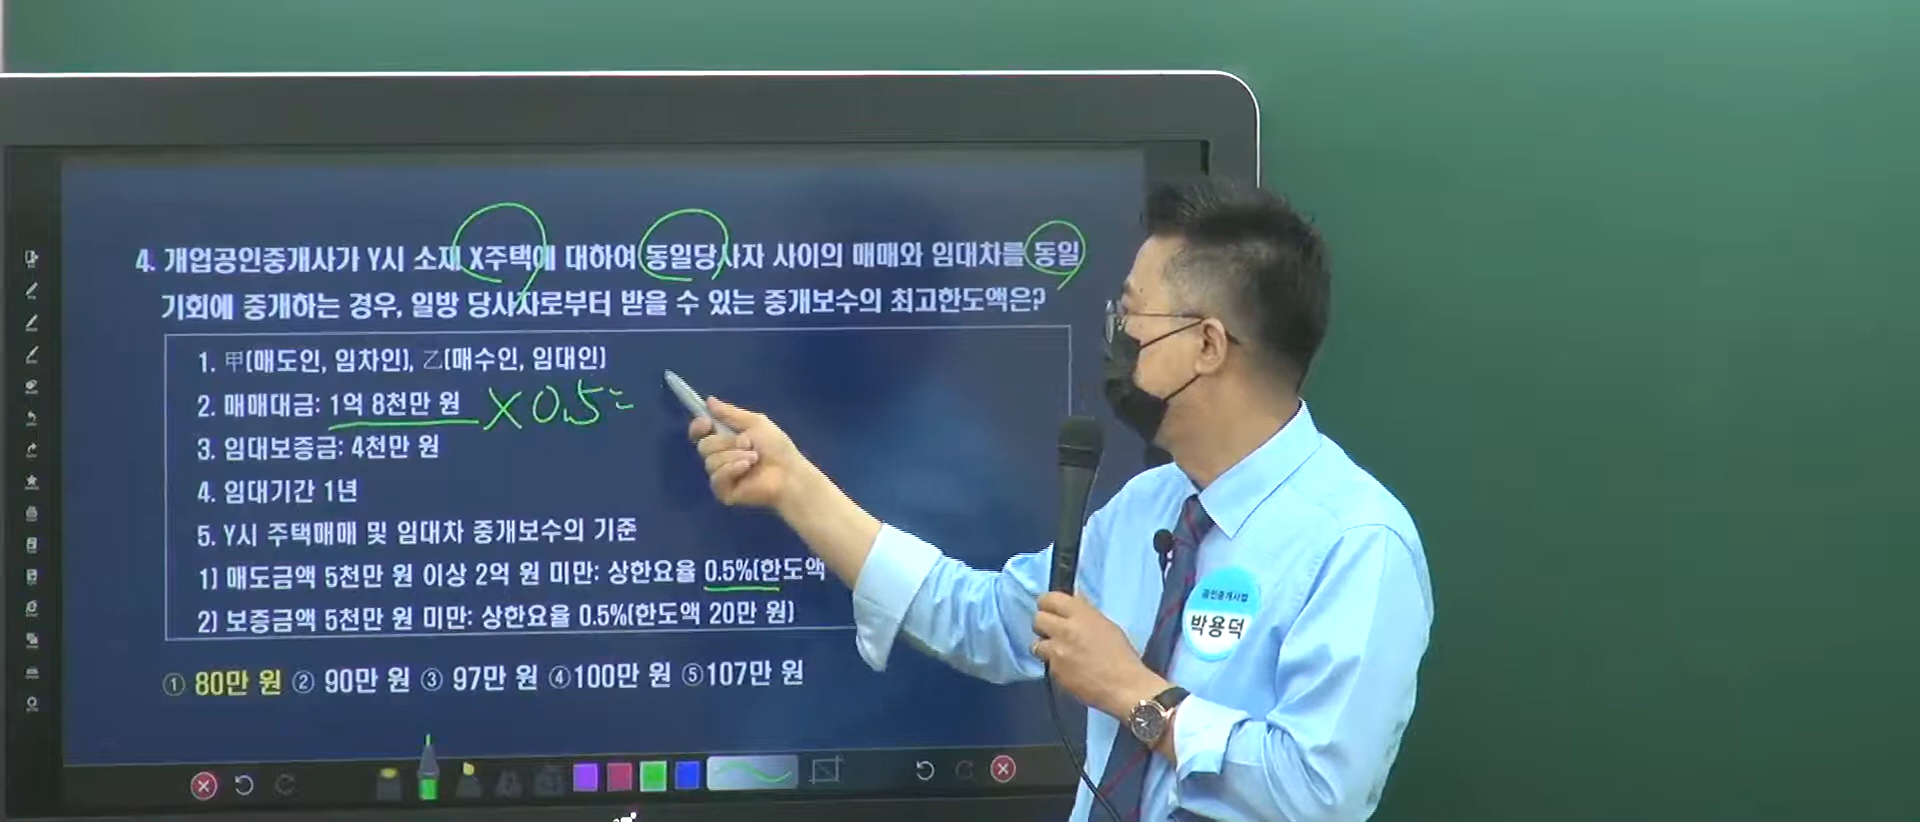 4. 개업공인중개사가 Y시 소재 X주택에 대하여 동일당사자 사이의 매매와 임대차를 동일
기회에 중개하는 경우, 일방 당사자로부터 받을 수 있는 중개보수의 최고한도액은?
1. 甲(매도인, 임차인), 乙(매수인, 임대인)
2. 매매대금: 1억 8천만 원 X 0.5=
3. 임대보증금: 4천만 원
4. 임대기간 1년
5. Y시 주택매매 및 임대차 중개보수의 기준
1) 매도금액 5천만 원 이상 2억 원 미만: 상한요율 0.5%(한도액
2) 보증금액 5천만 원 미만: 상한요율 0.5%(한도액 20만 원)
① 80만 원 ② 90만 원 ③ 97만 원 ④100만 원 ⑤107만 원
공인중개사법
박용덕